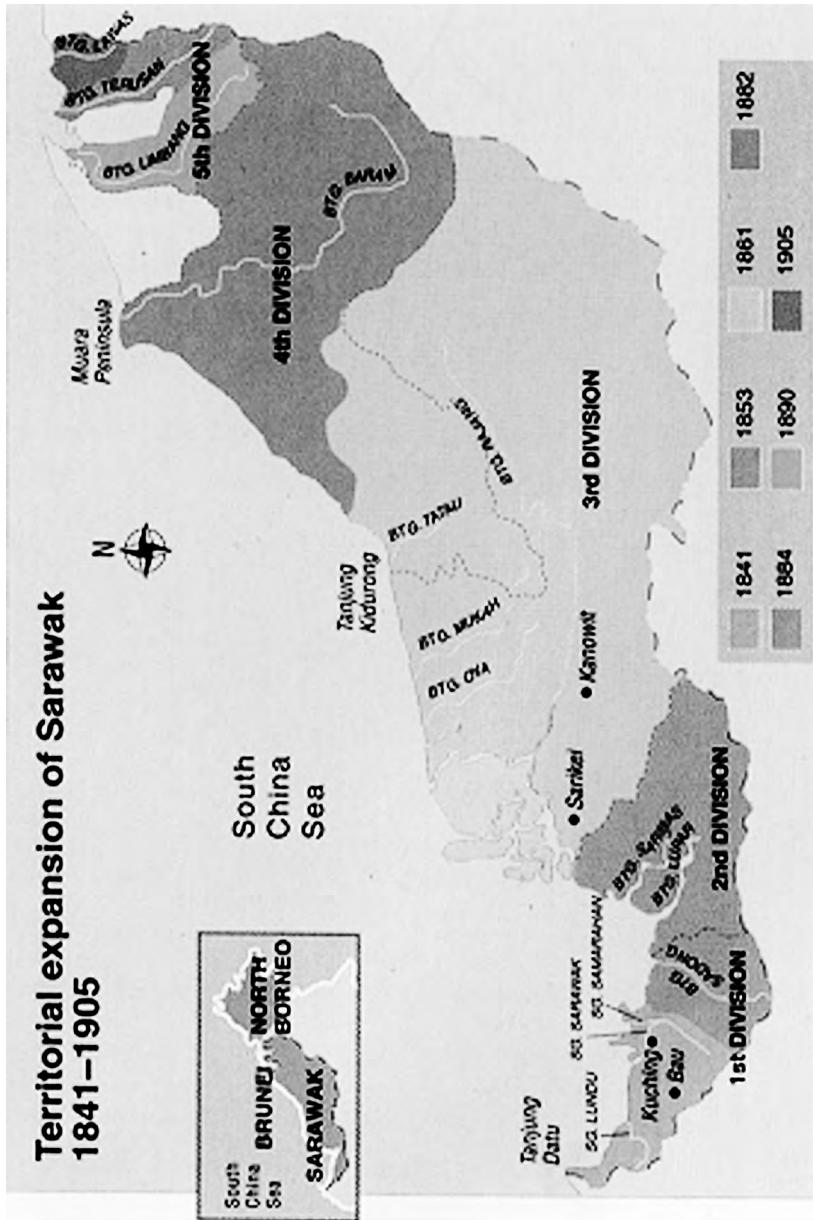 Territorial expansion of Sarawak
1841–1905
South
China
Sea
BRUNEI
NORTH
BORNEO
SARAWAK
South
China
Sea
N
Tanjung
Datu
SG. LUNDU
Kuching
Bau
SG. SARAWAK
SG. SAMARAHAN
1st DIVISION
BTG.
SADONG
BTG. LUPAR
2nd DIVISION
Sarikei
Kanowit
BTG. OYA
BTG. MUKAH
Tanjung
Kidurong
BTG. TATAU
3rd DIVISION
Muara
Peninsula
4th DIVISION
BTG. BARAM
BTG. LIMBANG
5th DIVISION
BTG. TRUSAN
1841
1853
1861
1882
1884
1890
1905